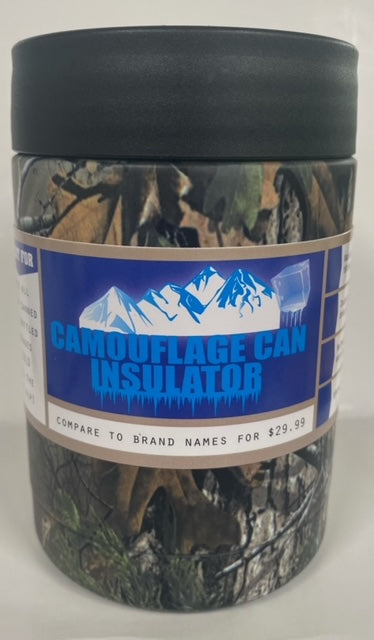 CAMOUFLAGE CAN
INSULATOR
COMPARE TO BRAND NAMES FOR $29.99